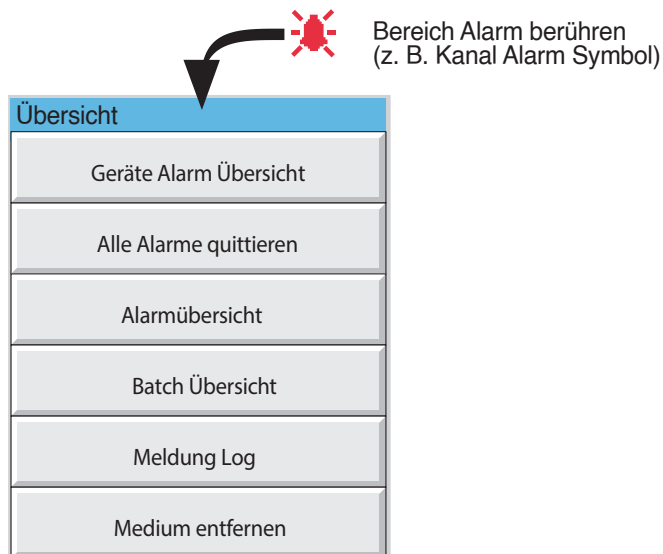 Bereich Alarm berühren
(z. B. Kanal Alarm Symbol)
Übersicht
Geräte Alarm Übersicht
Alle Alarme quittieren
Alarmübersicht
Batch Übersicht
Meldung Log
Medium entfernen